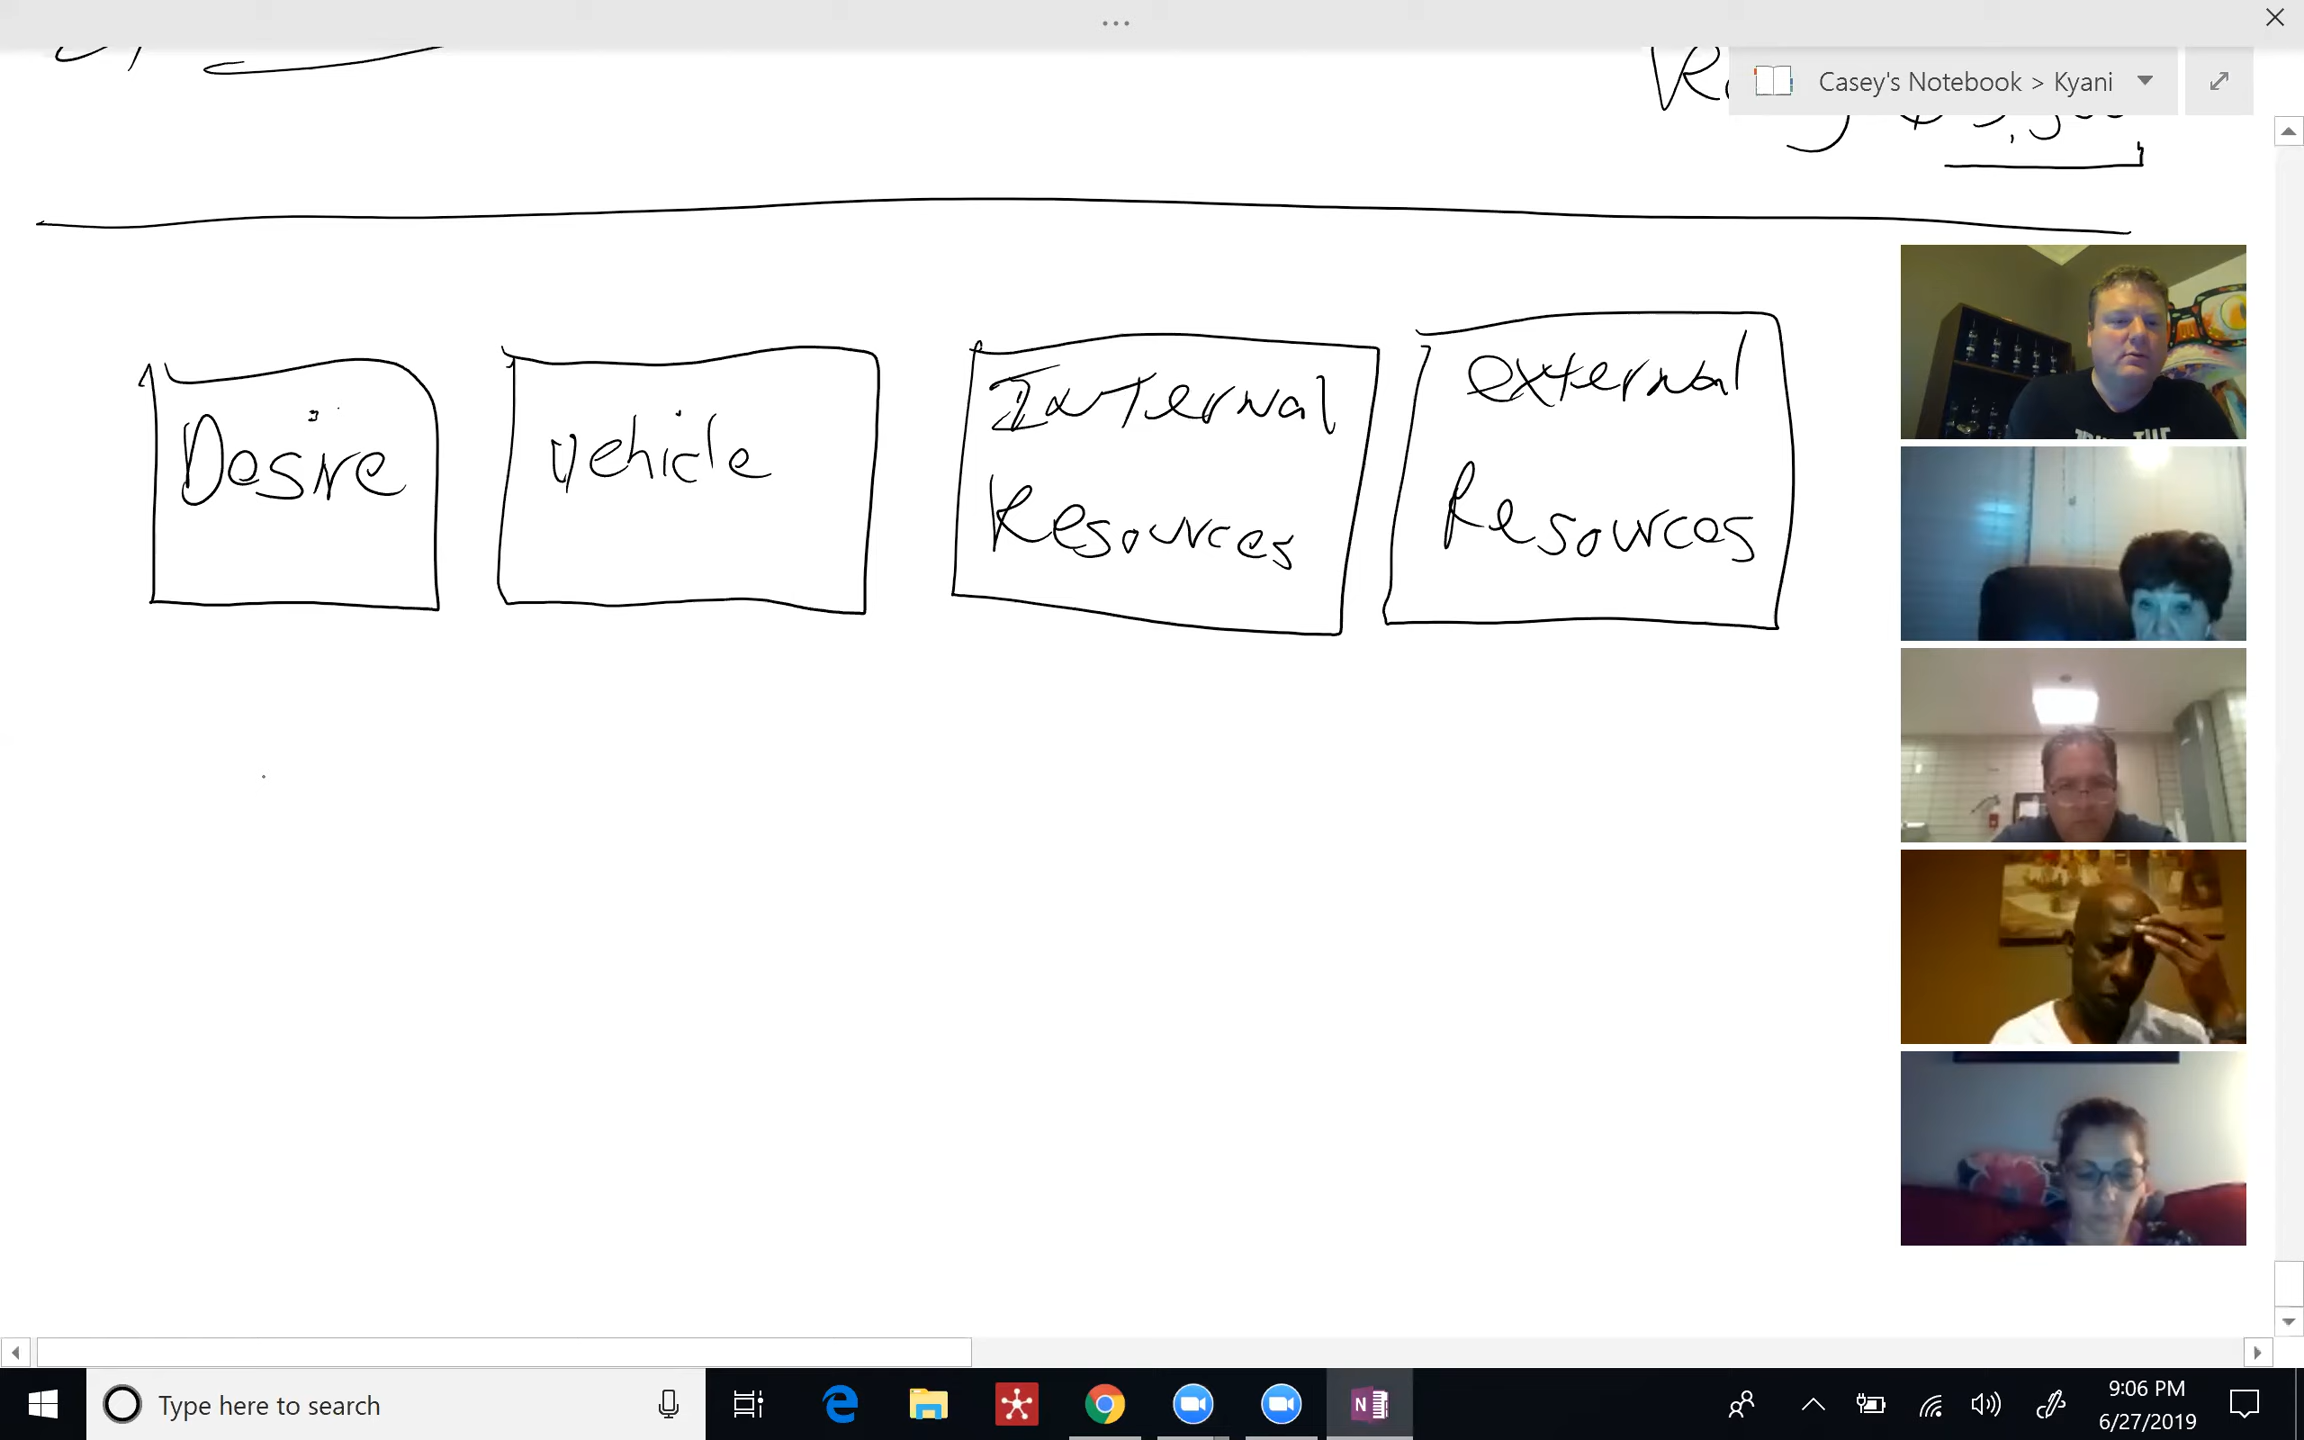 Casey's Notebook > Kyani
Desire
vehicle
Internal
Resources
external
Resources
Type here to search
9:06 PM
6/27/2019